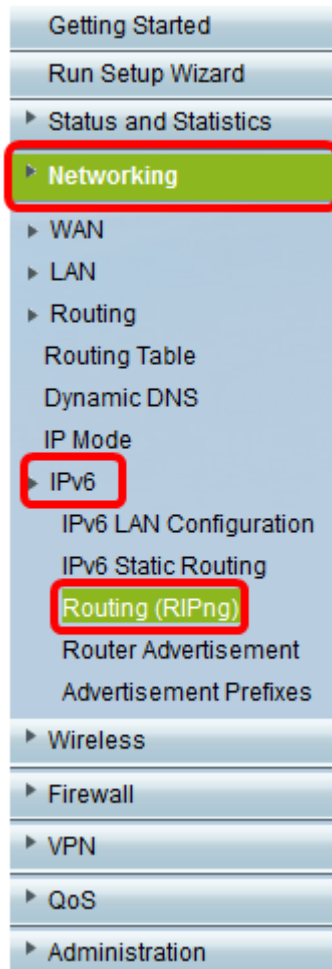 Getting Started
Run Setup Wizard
Status and Statistics
Networking
WAN
LAN
Routing
Routing Table
Dynamic DNS
IP Mode
IPv6
IPv6 LAN Configuration
IPv6 Static Routing
Routing (RIPng)
Router Advertisement
Advertisement Prefixes
Wireless
Firewall
VPN
QoS
Administration